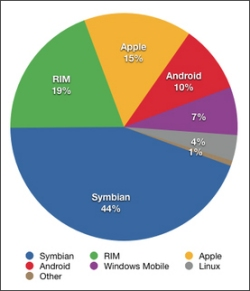 Apple
15%
RIM
19%
Android
10%
7%
4%
1%
Symbian
44%
Symbian RIM Apple
Android Windows Mobile Linux
Other